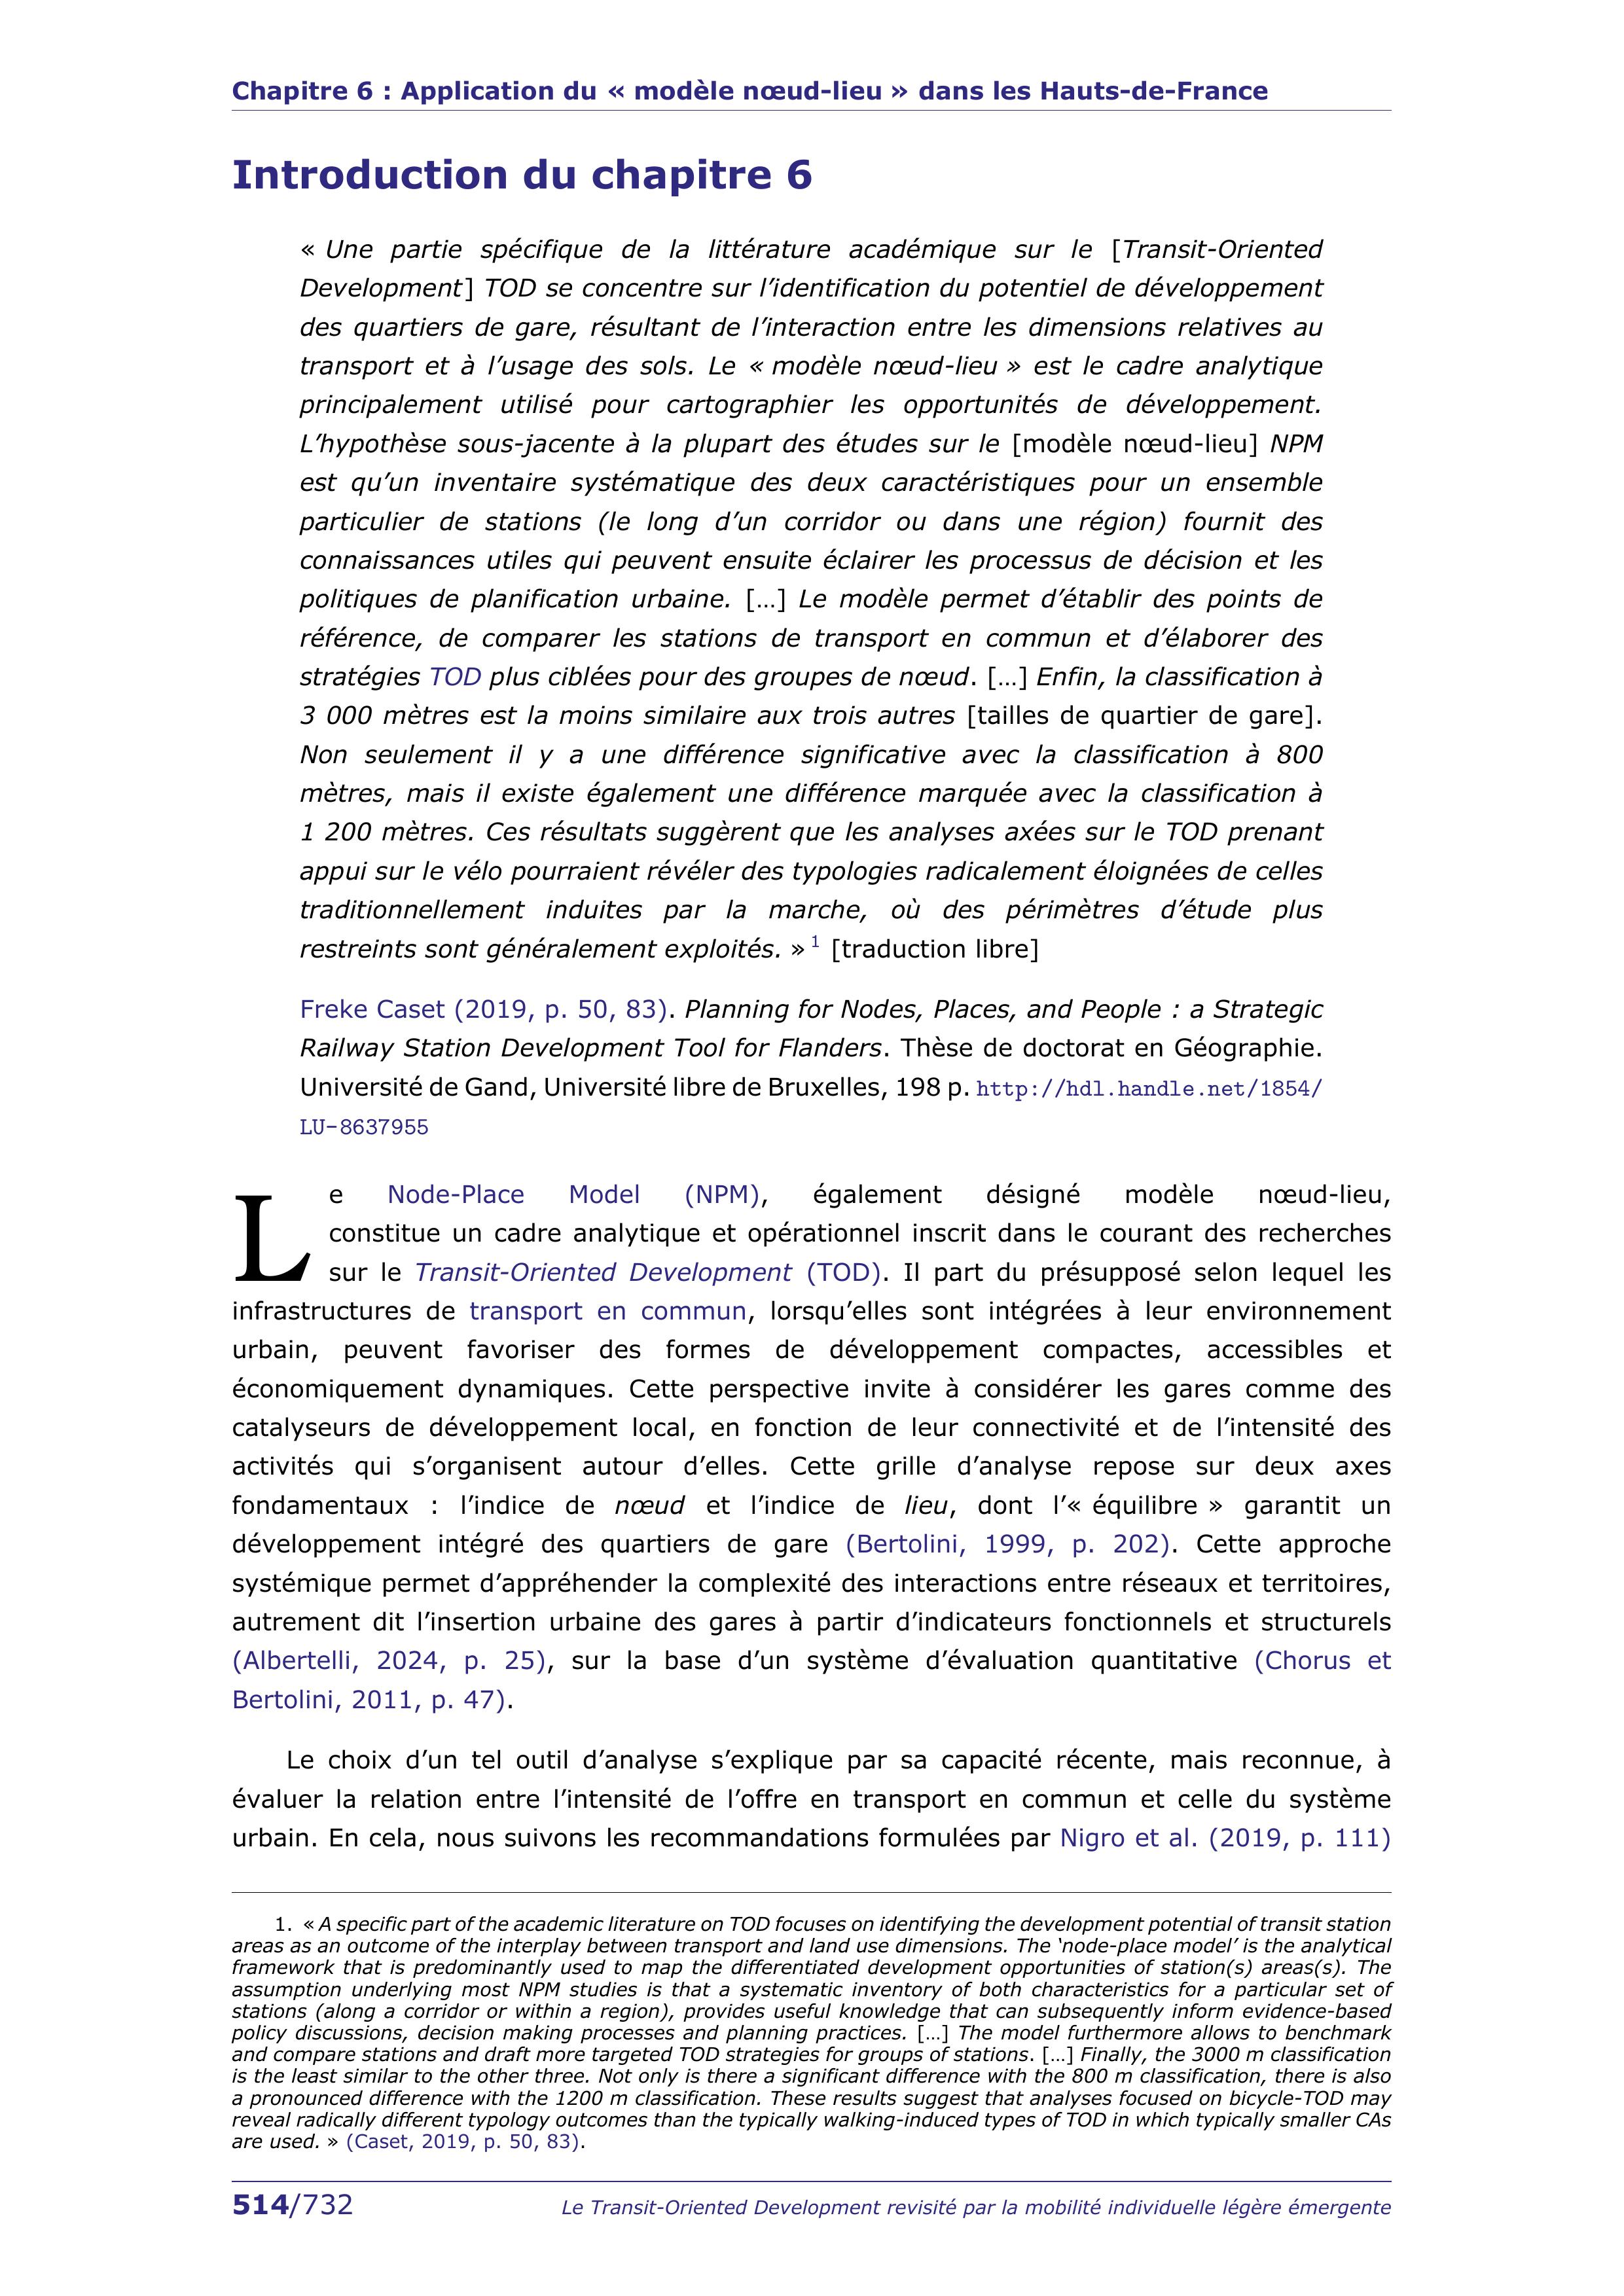 Chapitre 6 : Application du « modèle nœud-lieu » dans les Hauts-de-France
Introduction du chapitre 6
« Une partie spécifique de la littérature académique sur le [Transit-Oriented
Development] TOD se concentre sur l’identification du potentiel de développement
des quartiers de gare, résultant de l’interaction entre les dimensions relatives au
transport et à l’usage des sols. Le « modèle nœud-lieu » est le cadre analytique
principalement utilisé pour cartographier les opportunités de développement.
L’hypothèse sous-jacente à la plupart des études sur le [modèle nœud-lieu] NPM
est qu’un inventaire systématique des deux caractéristiques pour un ensemble
particulier de stations (le long d’un corridor ou dans une région) fournit des
connaissances utiles qui peuvent ensuite éclairer les processus de décision et les
politiques de planification urbaine. […] Le modèle permet d’établir des points de
référence, de comparer les stations de transport en commun et d’élaborer des
stratégies TOD plus ciblées pour des groupes de nœud. […] Enfin, la classification à
3 000 mètres est la moins similaire aux trois autres [tailles de quartier de gare].
Non seulement il y a une différence significative avec la classification à 800
mètres, mais il existe également une différence marquée avec la classification à
1 200 mètres. Ces résultats suggèrent que les analyses axées sur le TOD prenant
appui sur le vélo pourraient révéler des typologies radicalement éloignées de celles
traditionnellement induites par la marche, où des périmètres d’étude plus
restreints sont généralement exploités. » 1 [traduction libre]
Freke Caset (2019, p. 50, 83). Planning for Nodes, Places, and People : a Strategic
Railway Station Development Tool for Flanders. Thèse de doctorat en Géographie.
Université de Gand, Université libre de Bruxelles, 198 p. http://hdl.handle.net/1854/
LU-8637955
Le Node-Place Model (NPM), également désigné modèle nœud-lieu,
constitue un cadre analytique et opérationnel inscrit dans le courant des recherches
sur le Transit-Oriented Development (TOD). Il part du présupposé selon lequel les
infrastructures de transport en commun, lorsqu’elles sont intégrées à leur environnement
urbain, peuvent favoriser des formes de développement compactes, accessibles et
économiquement dynamiques. Cette perspective invite à considérer les gares comme des
catalyseurs de développement local, en fonction de leur connectivité et de l’intensité des
activités qui s’organisent autour d’elles. Cette grille d’analyse repose sur deux axes
fondamentaux : l’indice de nœud et l’indice de lieu, dont l’« équilibre » garantit un
développement intégré des quartiers de gare (Bertolini, 1999, p. 202). Cette approche
systémique permet d’appréhender la complexité des interactions entre réseaux et territoires,
autrement dit l’insertion urbaine des gares à partir d’indicateurs fonctionnels et structurels
(Albertelli, 2024, p. 25), sur la base d’un système d’évaluation quantitative (Chorus et
Bertolini, 2011, p. 47).
Le choix d’un tel outil d’analyse s’explique par sa capacité récente, mais reconnue, à
évaluer la relation entre l’intensité de l’offre en transport en commun et celle du système
urbain. En cela, nous suivons les recommandations formulées par Nigro et al. (2019, p. 111)
1. « A specific part of the academic literature on TOD focuses on identifying the development potential of transit station
areas as an outcome of the interplay between transport and land use dimensions. The ‘node-place model’ is the analytical
framework that is predominantly used to map the differentiated development opportunities of station(s) areas(s). The
assumption underlying most NPM studies is that a systematic inventory of both characteristics for a particular set of
stations (along a corridor or within a region), provides useful knowledge that can subsequently inform evidence-based
policy discussions, decision making processes and planning practices. […] The model furthermore allows to benchmark
and compare stations and draft more targeted TOD strategies for groups of stations. […] Finally, the 3000 m classification
is the least similar to the other three. Not only is there a significant difference with the 800 m classification, there is also
a pronounced difference with the 1200 m classification. These results suggest that analyses focused on bicycle-TOD may
reveal radically different typology outcomes than the typically walking-induced types of TOD in which typically smaller CAs
are used. » (Caset, 2019, p. 50, 83).
514/732 Le Transit-Oriented Development revisité par la mobilité individuelle légère émergente